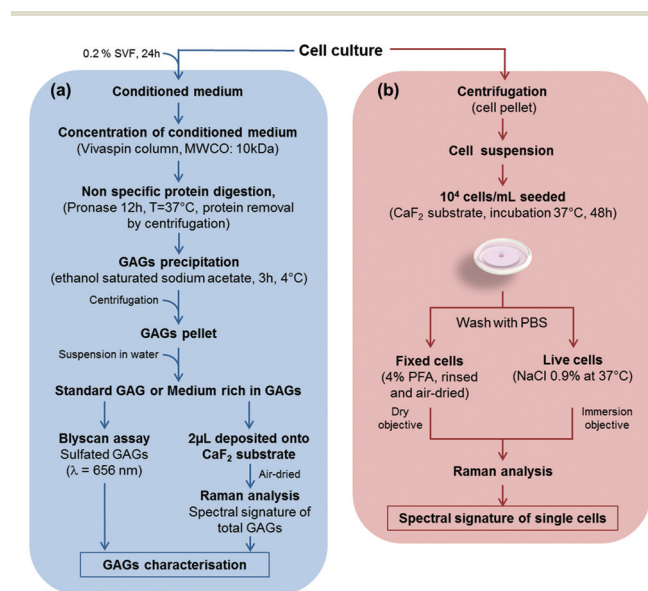 Cell culture
0.2 % SVF, 24h
(a)
Conditioned medium
Concentration of conditioned medium
(Vivaspin column, MWCO: 10kDa)
Non specific protein digestion,
(Pronase 12h, T=37°C, protein removal
by centrifugation)
GAGs precipitation
(ethanol saturated sodium acetate, 3h, 4°C)
Centrifugation
GAGs pellet
Suspension in water
Standard GAG or Medium rich in GAGs
Blyscan assay
Sulfated GAGs
(λ = 656 nm)
2µL deposited onto
CaF₂ substrate
Air-dried
Raman analysis
Spectral signature of
total GAGs
GAGs characterisation
(b)
Centrifugation
(cell pellet)
Cell suspension
10⁴ cells/mL seeded
(CaF₂ substrate, incubation 37°C, 48h)
Wash with PBS
Fixed cells
(4% PFA, rinsed
and air-dried)
Dry
objective
Live cells
(NaCl 0.9% at 37°C)
Immersion
objective
Raman analysis
Spectral signature of single cells